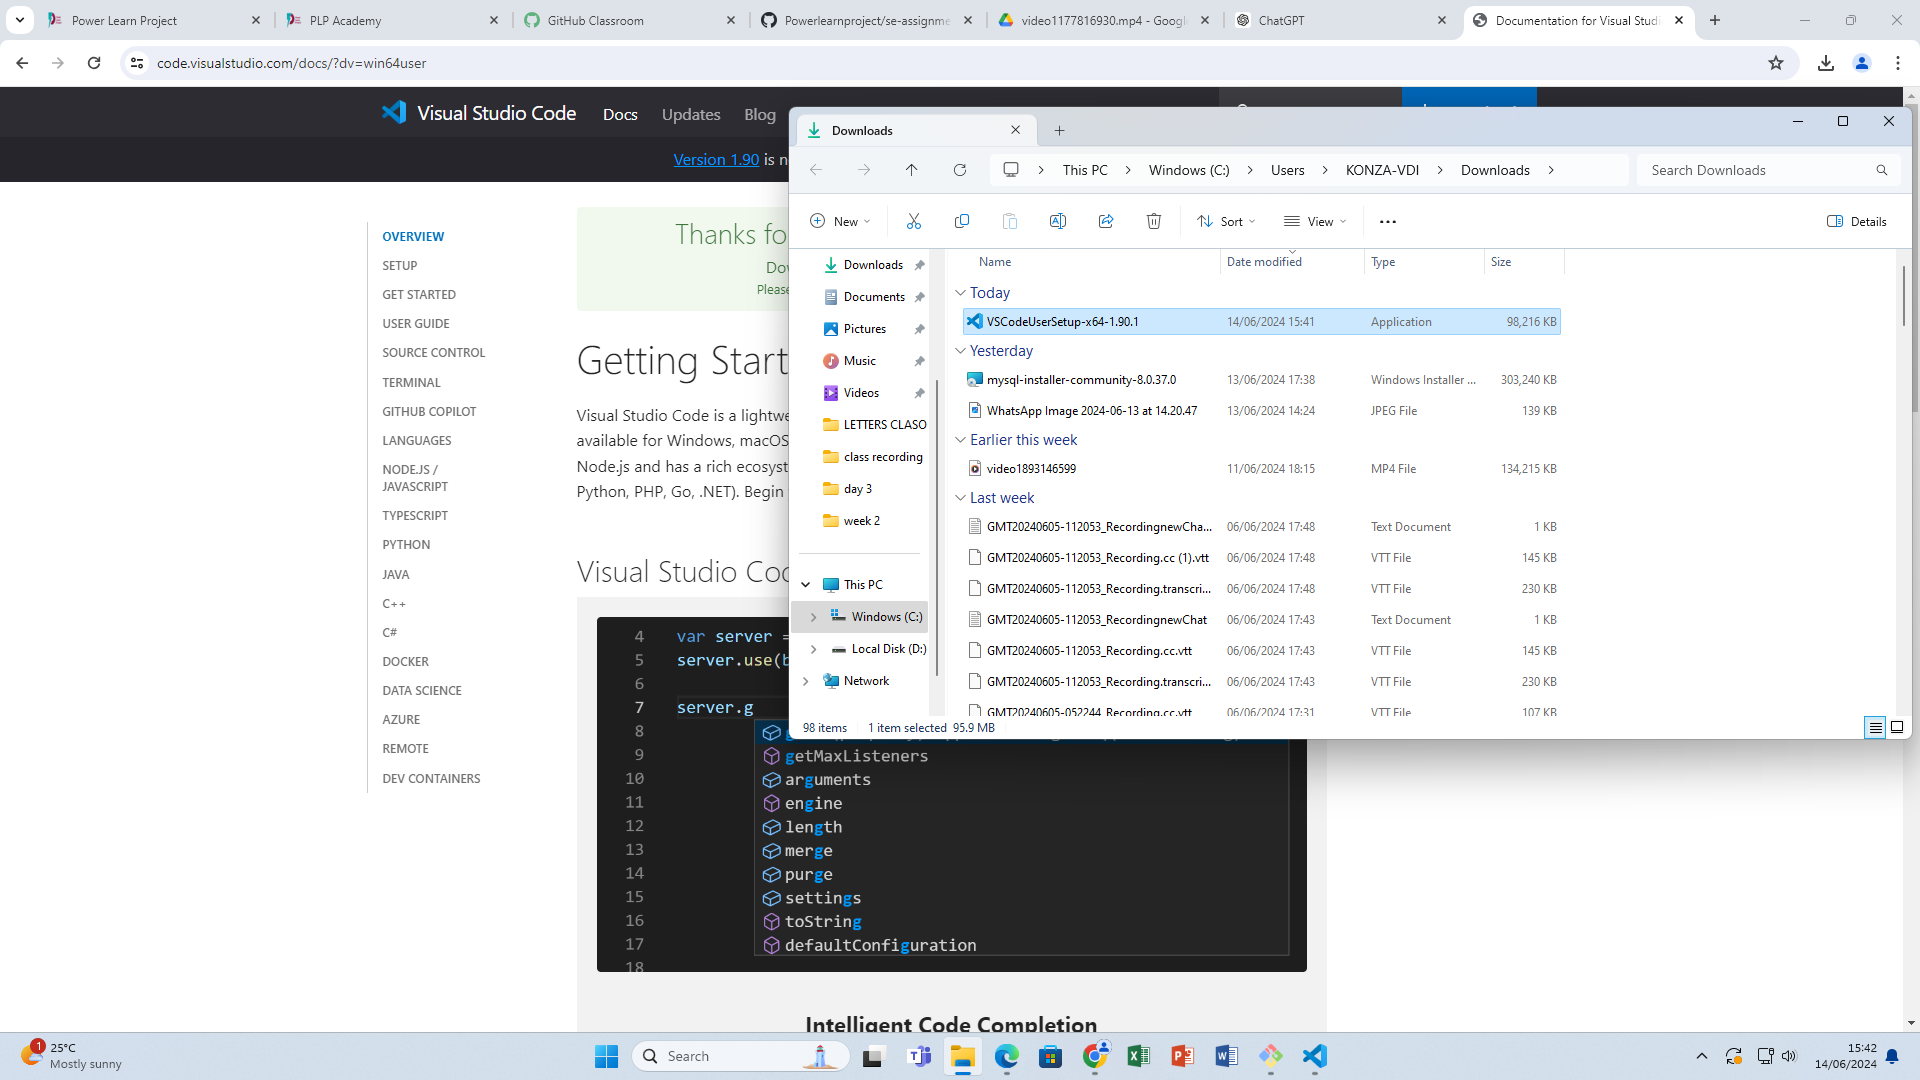 Power Learn Project
PLP Academy
GitHub Classroom
Powerlearnproject/se-assignme
video1177816930.mp4 - Google
ChatGPT
Documentation for Visual Studi
code.visualstudio.com/docs/?dv=win64user
Visual Studio Code
Docs
Updates
Blog
Version 1.90 is n
Thanks fo
Dow
Please
OVERVIEW
SETUP
GET STARTED
USER GUIDE
SOURCE CONTROL
TERMINAL
GITHUB COPILOT
LANGUAGES
NODE.JS /
JAVASCRIPT
TYPESCRIPT
PYTHON
JAVA
C++
C#
DOCKER
DATA SCIENCE
AZURE
REMOTE
DEV CONTAINERS
Getting Start
Visual Studio Code is a lightwe
available for Windows, macOS
Node.js and has a rich ecosyst
Python, PHP, Go, .NET). Begin
Visual Studio Cod
4 var server =
5 server.use(b
6
7 server.g
8
9 getMaxListeners
10 arguments
11 engine
12 length
13 merge
14 purge
15 settings
16 toString
17 defaultConfiguration
18
Intelligent Code Completion
Downloads
This PC > Windows (C:) > Users > KONZA-VDI > Downloads >
Search Downloads
New
Sort
View
Details
Downloads
Documents
Pictures
Music
Videos
LETTERS CLASO
class recording
day 3
week 2
This PC
Windows (C:)
Local Disk (D:)
Network
Name Date modified Type Size
Today
VSCodeUserSetup-x64-1.90.1 14/06/2024 15:41 Application 98,216 KB
Yesterday
mysql-installer-community-8.0.37.0 13/06/2024 17:38 Windows Installer ... 303,240 KB
WhatsApp Image 2024-06-13 at 14.20.47 13/06/2024 14:24 JPEG File 139 KB
Earlier this week
video1893146599 11/06/2024 18:15 MP4 File 134,215 KB
Last week
GMT20240605-112053_RecordingnewCha... 06/06/2024 17:48 Text Document 1 KB
GMT20240605-112053_Recording.cc (1).vtt 06/06/2024 17:48 VTT File 145 KB
GMT20240605-112053_Recording.transcri... 06/06/2024 17:48 VTT File 230 KB
GMT20240605-112053_RecordingnewChat 06/06/2024 17:43 Text Document 1 KB
GMT20240605-112053_Recording.cc.vtt 06/06/2024 17:43 VTT File 145 KB
GMT20240605-112053_Recording.transcri... 06/06/2024 17:43 VTT File 230 KB
GMT20240605-052244_Recording.cc.vtt 06/06/2024 17:31 VTT File 107 KB
98 items 1 item selected 95.9 MB
1
25°C
Mostly sunny
Search
15:42
14/06/2024